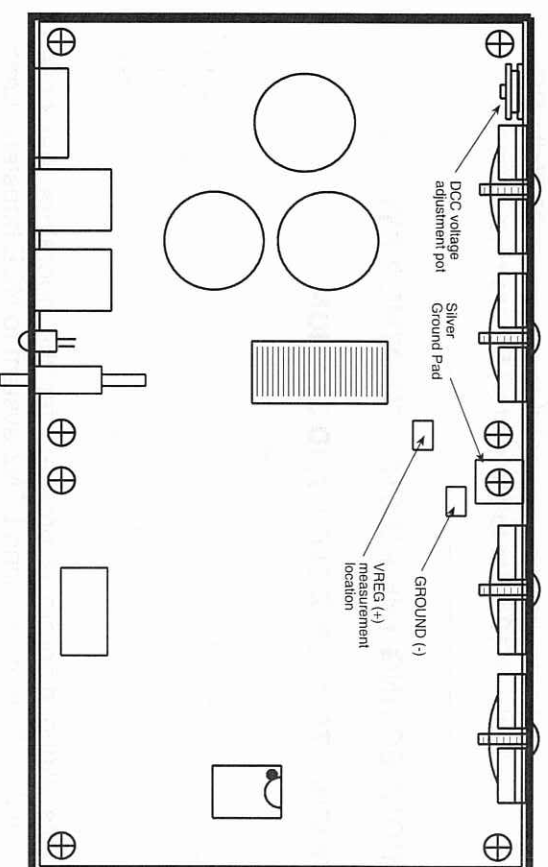 DCC voltage
adjustment pot
Silver
Ground Pad
GROUND (-)
VREG (+)
measurement
location